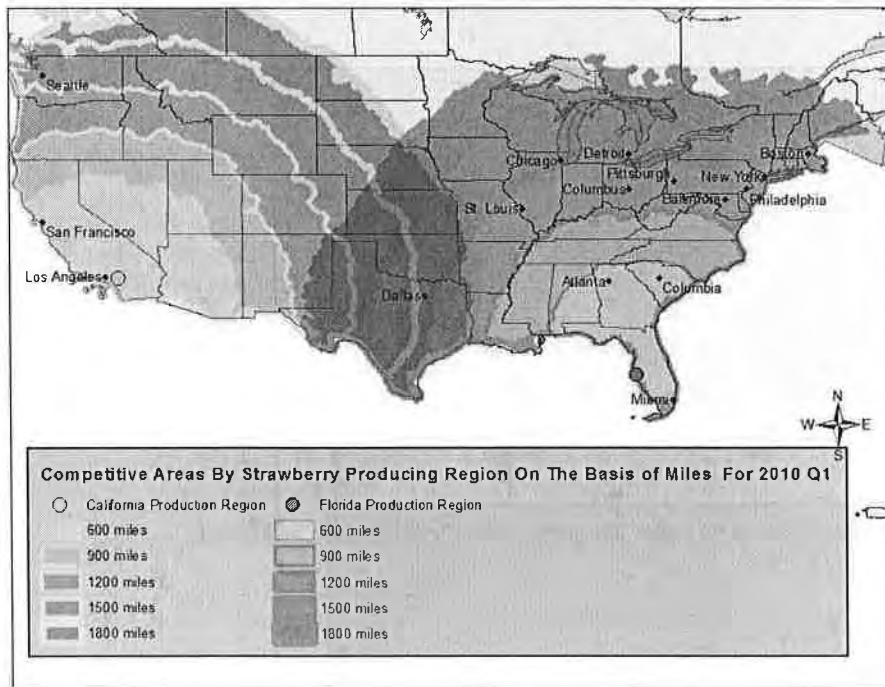 Seattle
Chicago
Detroit
Boston
Pittsburgh
New York
Columbus
St. Louis
Baltimore
Philadelphia
San Francisco
Los Angeles
Atlanta
Dallas
Columbia
Miami
N
W E
S
Competitive Areas By Strawberry Producing Region On The Basis of Miles For 2010 Q1
California Production Region Florida Production Region
600 miles 600 miles
900 miles 900 miles
1200 miles 1200 miles
1500 miles 1500 miles
1800 miles 1800 miles